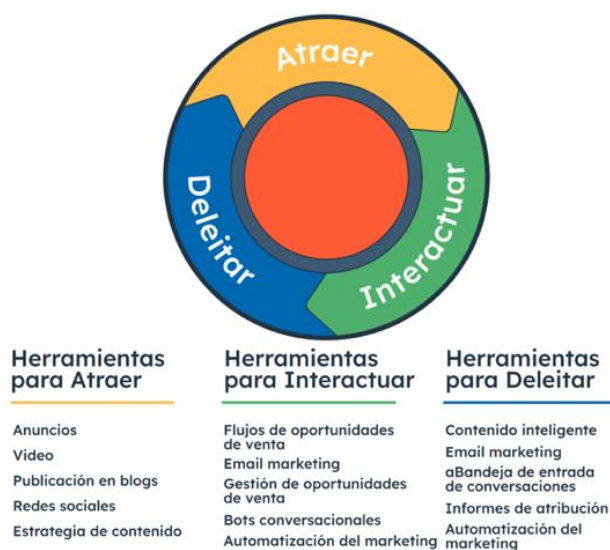 Atraer
Interactuar
Deleitar
Herramientas
para Atraer
Anuncios
Video
Publicación en blogs
Redes sociales
Estrategia de contenido
Herramientas
para Interactuar
Flujos de oportunidades
de venta
Email marketing
Gestión de oportunidades
de venta
Bots conversacionales
Automatización del marketing
Herramientas
para Deleitar
Contenido inteligente
Email marketing
aBandeja de entrada
de conversaciones
Informes de atribución
Automatización del
marketing